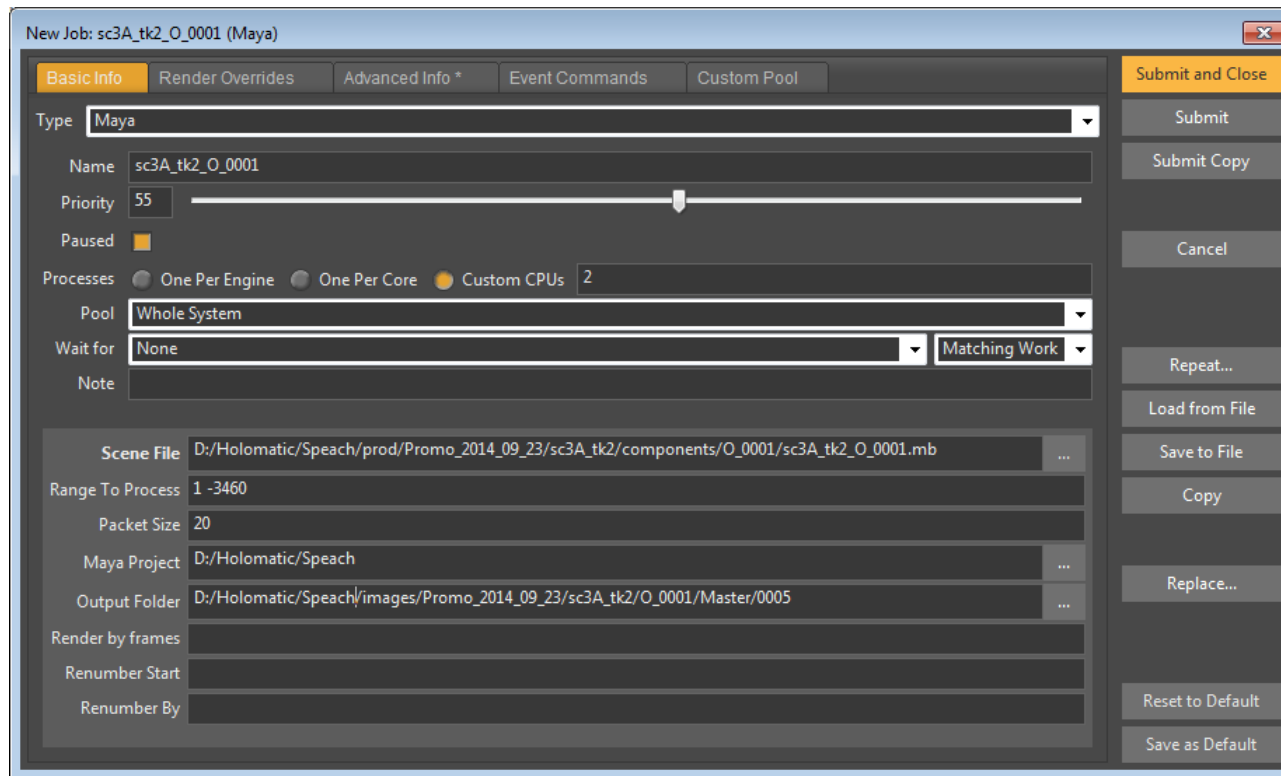 New Job: sc3A_tk2_O_0001 (Maya)
Basic Info Render Overrides Advanced Info * Event Commands Custom Pool
Type Maya
Name sc3A_tk2_O_0001
Priority 55
Paused
Processes One Per Engine One Per Core Custom CPUs 2
Pool Whole System
Wait for None Matching Work
Note
Scene File D:/Holomatic/Speach/prod/Promo_2014_09_23/sc3A_tk2/components/O_0001/sc3A_tk2_O_0001.mb ...
Range To Process 1 -3460
Packet Size 20
Maya Project D:/Holomatic/Speach ...
Output Folder D:/Holomatic/Speach/images/Promo_2014_09_23/sc3A_tk2/O_0001/Master/0005 ...
Render by frames
Renumber Start
Renumber By
Submit and Close
Submit
Submit Copy
Cancel
Repeat...
Load from File
Save to File
Copy
Replace...
Reset to Default
Save as Default